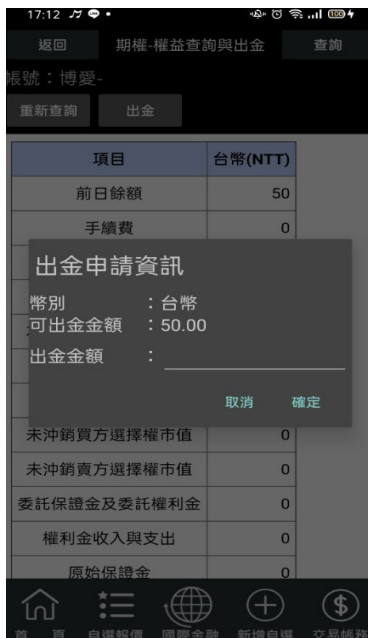 17:12
100
返回 期權-權益查詢與出金 查詢
帳號：博愛-
重新查詢 出金
項目 台幣(NTT)
前日餘額 50
手續費 0
出金申請資訊
幣別 ：台幣
可出金金額 ：50.00
出金金額 ：
取消 確定
未沖銷買方選擇權市值 0
未沖銷賣方選擇權市值 0
委託保證金及委託權利金 0
權利金收入與支出 0
原始保證金 0
首 頁 自選報價 國際金融 新增自選 交易帳務